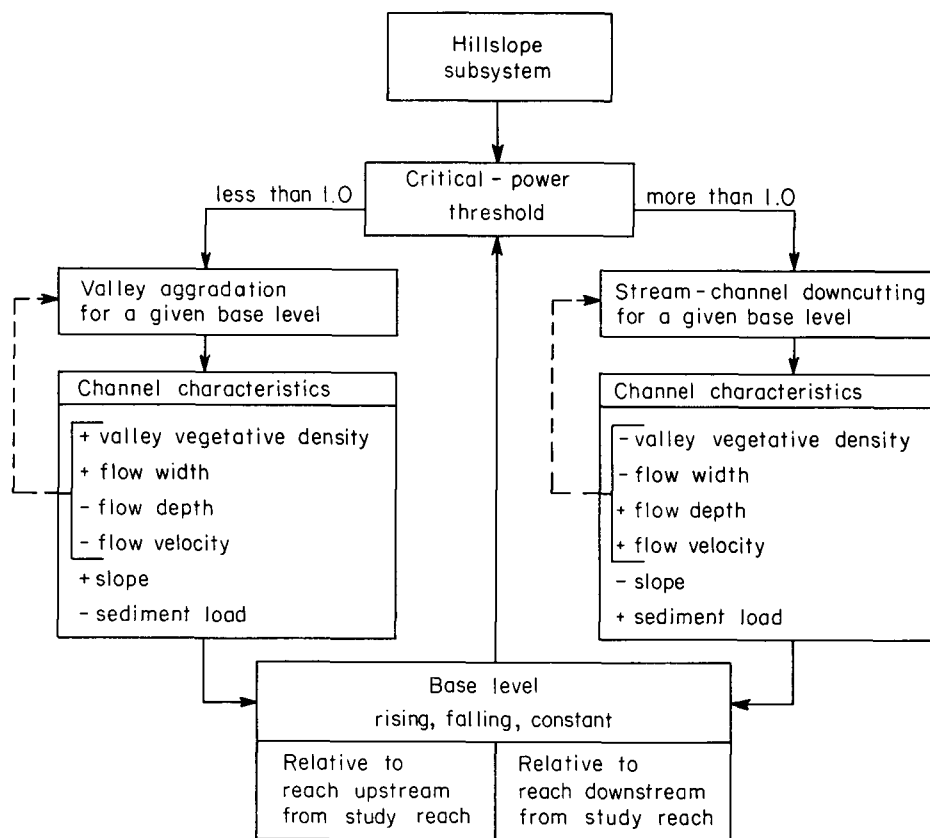 Hillslope
subsystem
Critical-power
threshold
less than 1.0
more than 1.0
Valley aggradation
for a given base level
Stream-channel downcutting
for a given base level
Channel characteristics
+ valley vegetative density
+ flow width
- flow depth
- flow velocity
+ slope
- sediment load
Channel characteristics
- valley vegetative density
- flow width
+ flow depth
+ flow velocity
- slope
+ sediment load
Base level
rising, falling, constant
Relative to
reach upstream
from study reach
Relative to
reach downstream
from study reach